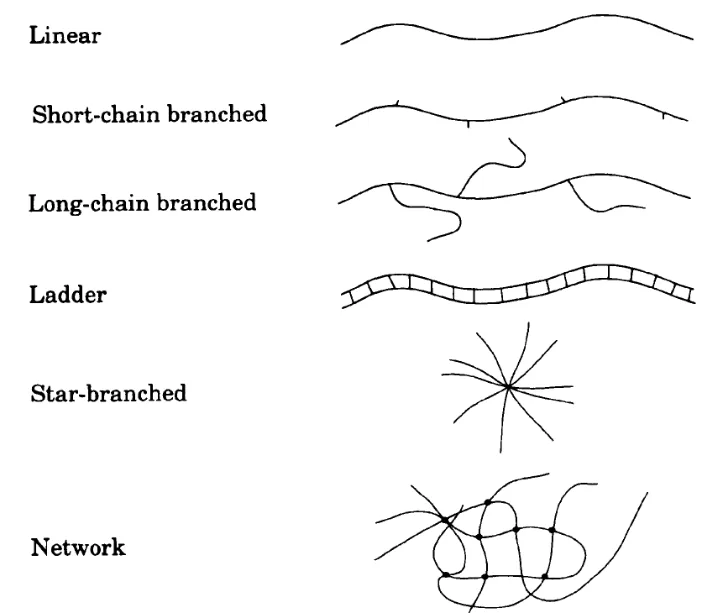 Linear
Short-chain branched
Long-chain branched
Ladder
Star-branched
Network